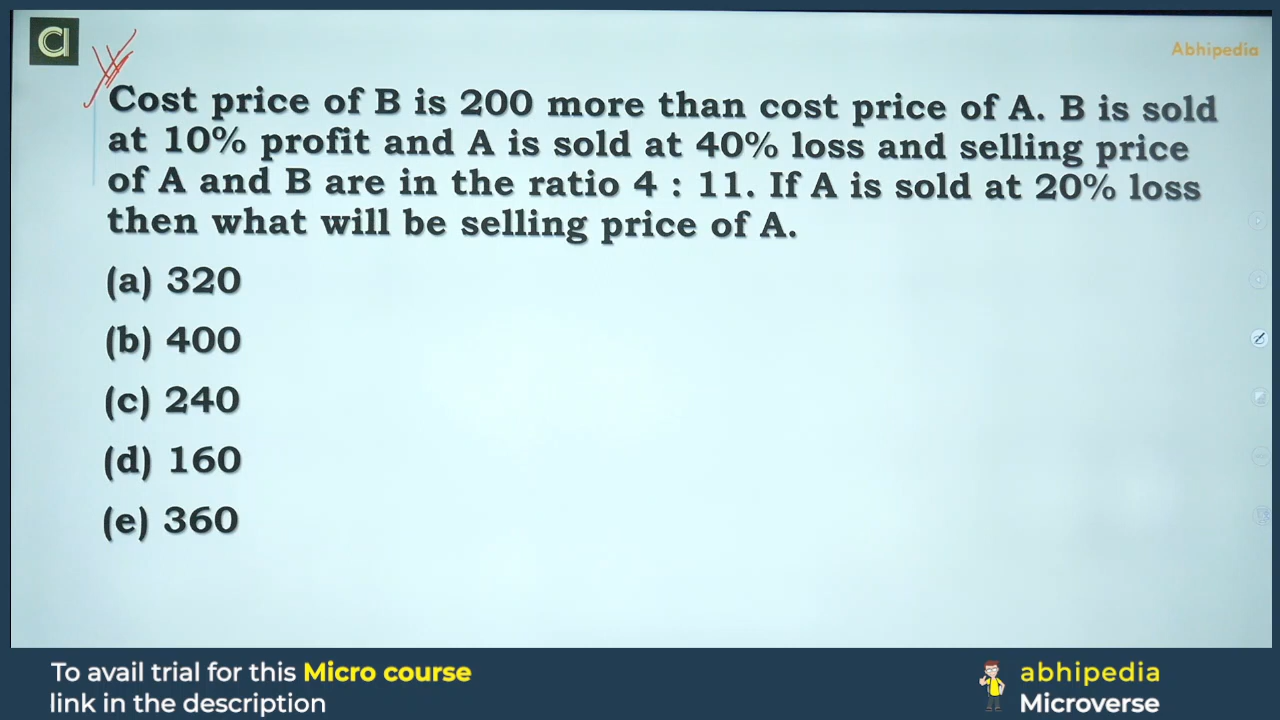 Abhipedia
Cost price of B is 200 more than cost price of A. B is sold
at 10% profit and A is sold at 40% loss and selling price
of A and B are in the ratio 4 : 11. If A is sold at 20% loss
then what will be selling price of A.
(a) 320
(b) 400
(c) 240
(d) 160
(e) 360
To avail trial for this Micro course
link in the description
abhipedia
Microverse